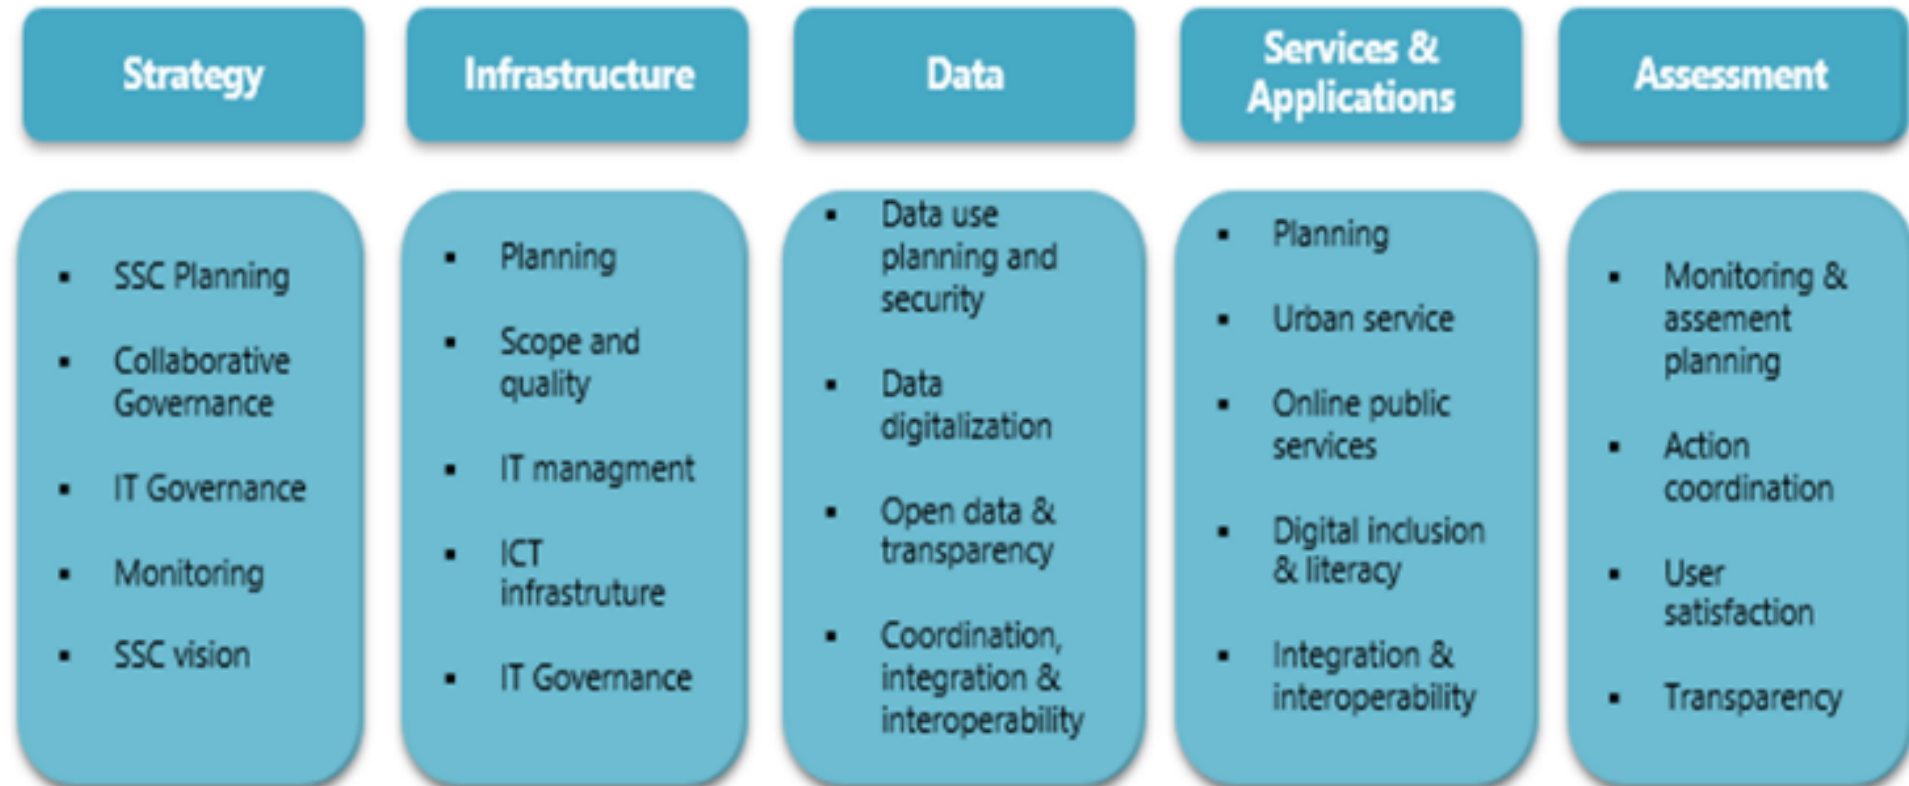 Strategy
▪ SSC Planning
▪ Collaborative
Governance
▪ IT Governance
▪ Monitoring
▪ SSC vision
Infrastructure
▪ Planning
▪ Scope and
quality
▪ IT managment
▪ ICT
infrastruture
▪ IT Governance
Data
▪ Data use
planning and
security
▪ Data
digitalization
▪ Open data &
transparency
▪ Coordination,
integration &
interoperability
Services &
Applications
▪ Planning
▪ Urban service
▪ Online public
services
▪ Digital inclusion
& literacy
▪ Integration &
interoperability
Assessment
▪ Monitoring &
assement
planning
▪ Action
coordination
▪ User
satisfaction
▪ Transparency